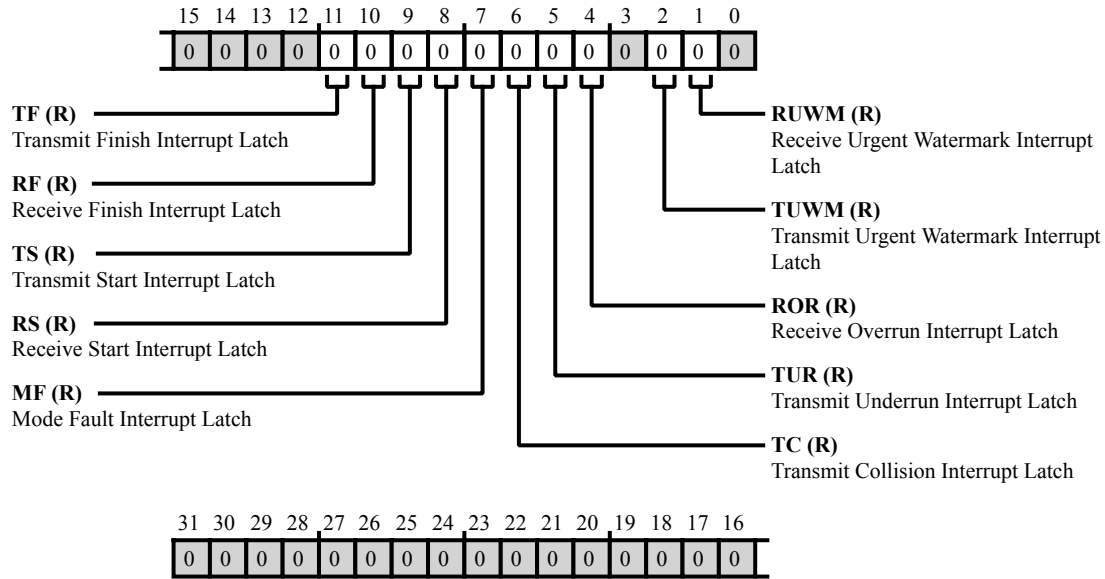 15 14 13 12 11 10 9 8 7 6 5 4 3 2 1 0
0 0 0 0 0 0 0 0 0 0 0 0 0 0 0 0
TF (R)
Transmit Finish Interrupt Latch
RF (R)
Receive Finish Interrupt Latch
TS (R)
Transmit Start Interrupt Latch
RS (R)
Receive Start Interrupt Latch
MF (R)
Mode Fault Interrupt Latch
RUWM (R)
Receive Urgent Watermark Interrupt
Latch
TUWM (R)
Transmit Urgent Watermark Interrupt
Latch
ROR (R)
Receive Overrun Interrupt Latch
TUR (R)
Transmit Underrun Interrupt Latch
TC (R)
Transmit Collision Interrupt Latch
31 30 29 28 27 26 25 24 23 22 21 20 19 18 17 16
0 0 0 0 0 0 0 0 0 0 0 0 0 0 0 0